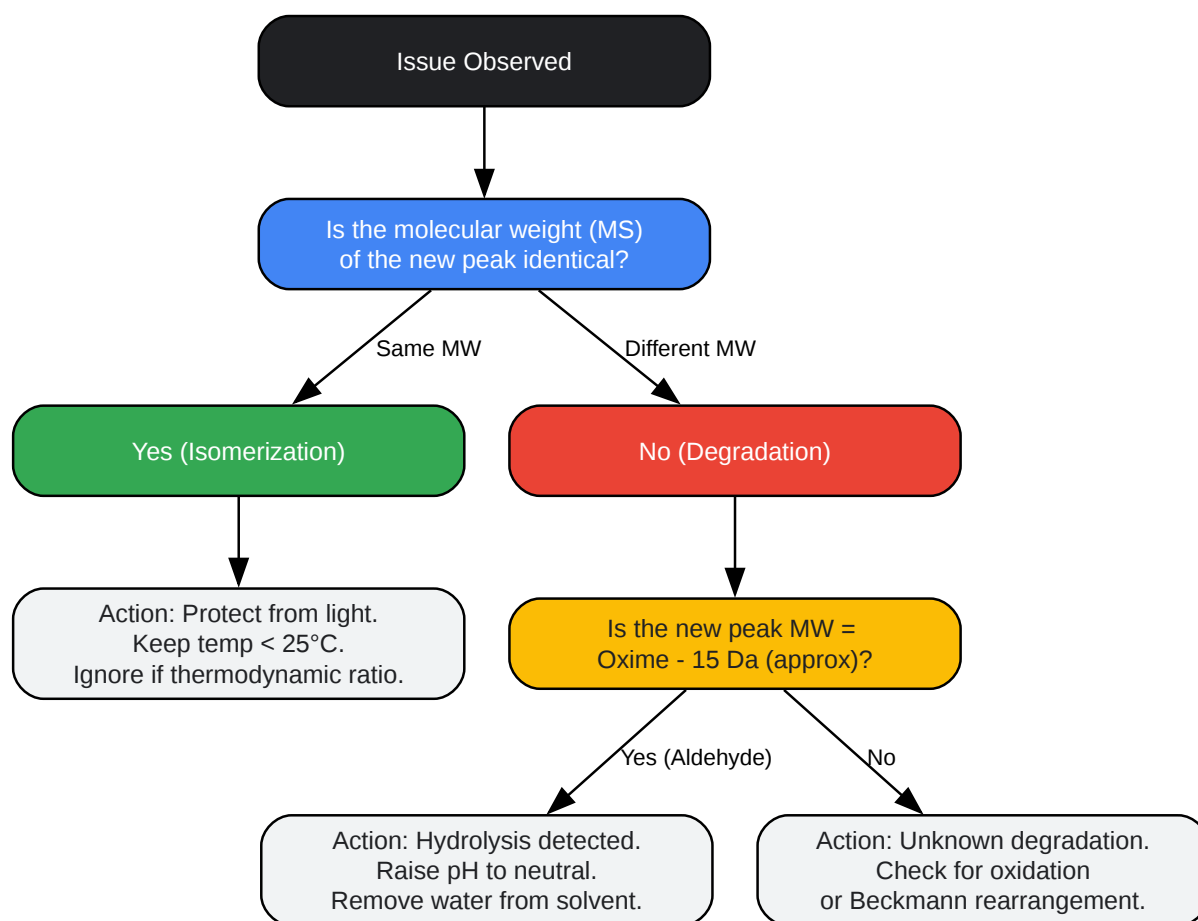 Issue Observed
Is the molecular weight (MS)
of the new peak identical?
Same MW
Different MW
Yes (Isomerization)
No (Degradation)
Action: Protect from light.
Keep temp < 25°C.
Ignore if thermodynamic ratio.
Is the new peak MW =
Oxime - 15 Da (approx)?
Yes (Aldehyde)
No
Action: Hydrolysis detected.
Raise pH to neutral.
Remove water from solvent.
Action: Unknown degradation.
Check for oxidation
or Beckmann rearrangement.